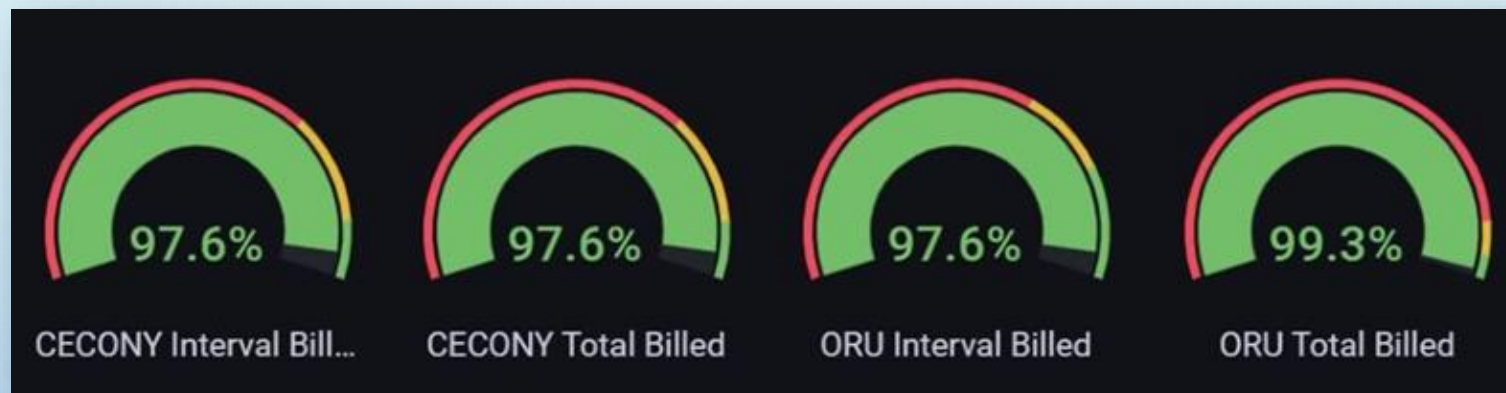 97.6%
97.6%
97.6%
99.3%
CECONY Interval Bill...
CECONY Total Billed
ORU Interval Billed
ORU Total Billed